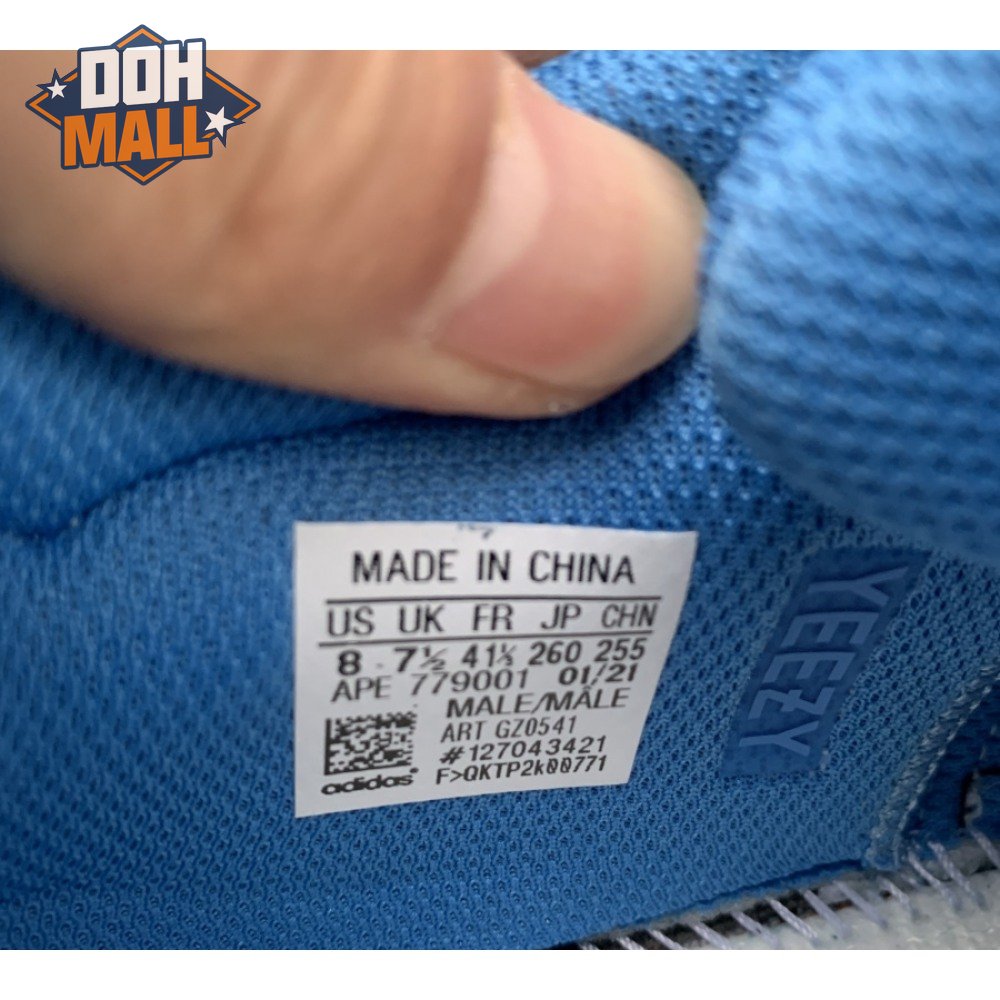 DOH
MALL
MADE IN CHINA
US UK FR JP CHN
8 7½ 41⅓ 260 255
APE 779001 01/21
MALE/MÂLE
ART GZ0541
#127043421
adidas F>QKTP2k00771
YEEZY